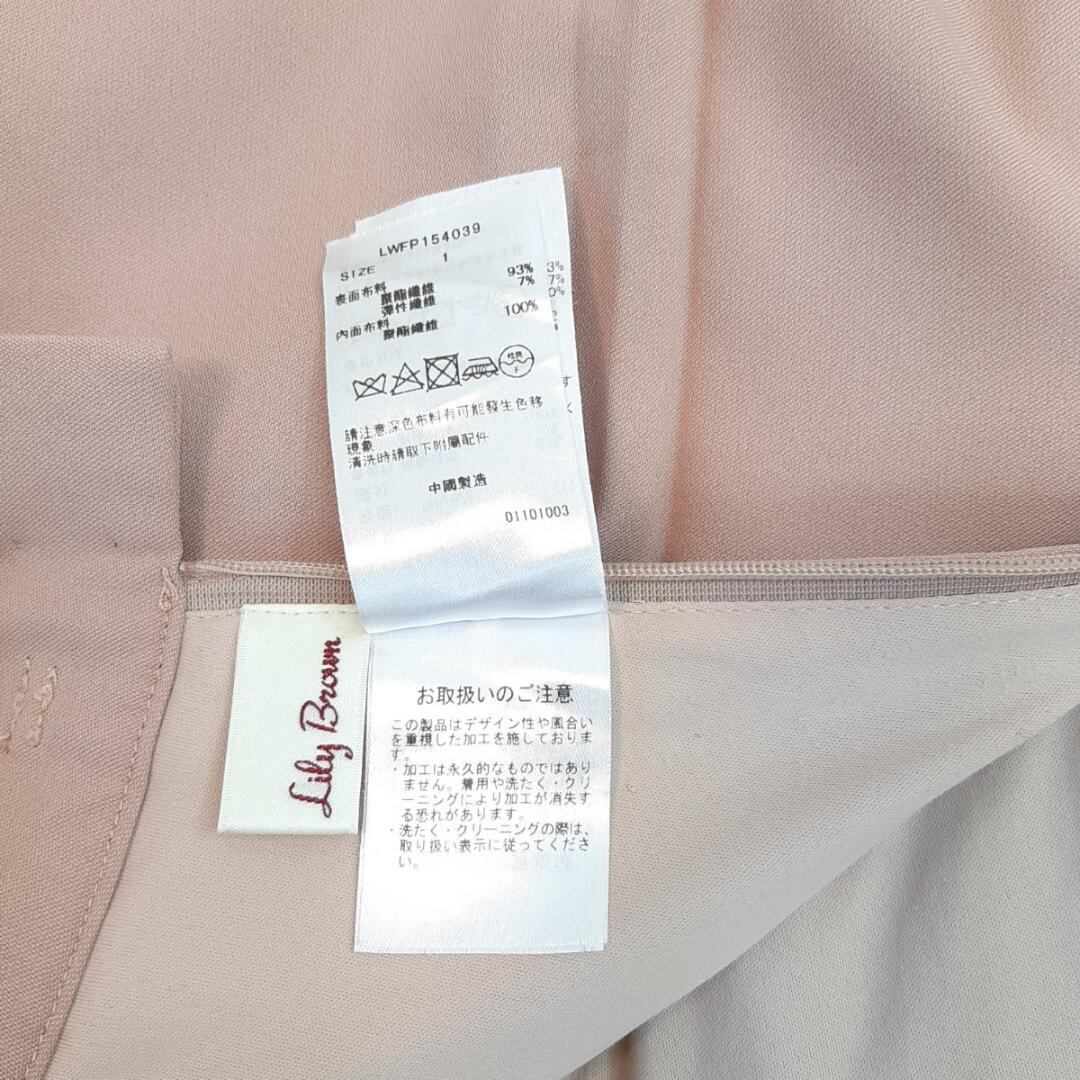 LWFP154039
SIZE 1
表面布料 聚酯纖維 93%
彈性纖維 7%
內面布料 聚酯纖維 100%
請注意深色布料有可能發生色移
現象
清洗時請取下附屬配件
中國製造
01101003
Lily Brown
お取扱いのご注意
この製品はデザイン性や風合い
を重視した加工を施しておりま
す。
・加工は永久的なものではあり
ません。着用や洗たく・クリ
ーニングにより加工が消失す
る恐れがあります。
・洗たく・クリーニングの際は、
取り扱い表示に従ってくださ
い。